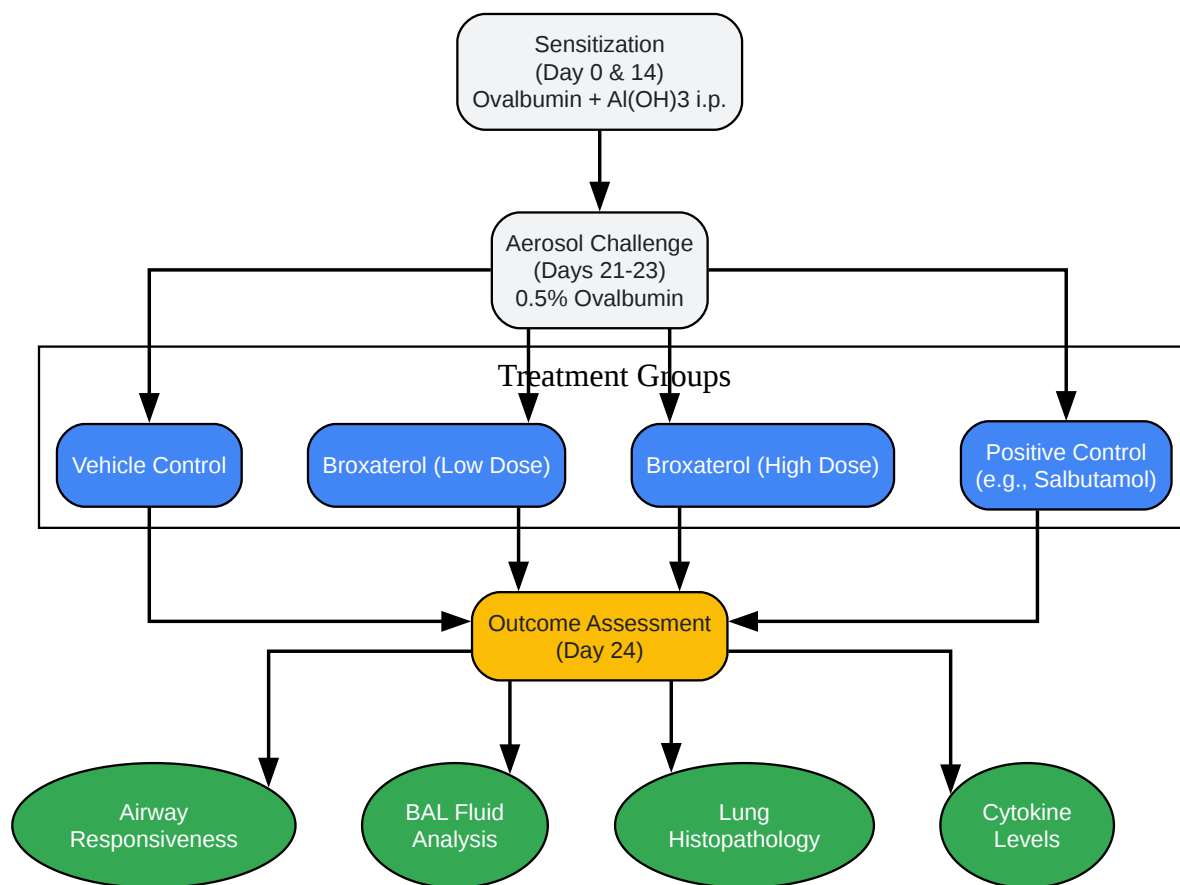 Sensitization
(Day 0 & 14)
Ovalbumin + Al(OH)3 i.p.
Aerosol Challenge
(Days 21-23)
0.5% Ovalbumin
Treatment Groups
Vehicle Control
Broxaterol (Low Dose)
Broxaterol (High Dose)
Positive Control
(e.g., Salbutamol)
Outcome Assessment
(Day 24)
Airway
Responsiveness
BAL Fluid
Analysis
Lung
Histopathology
Cytokine
Levels